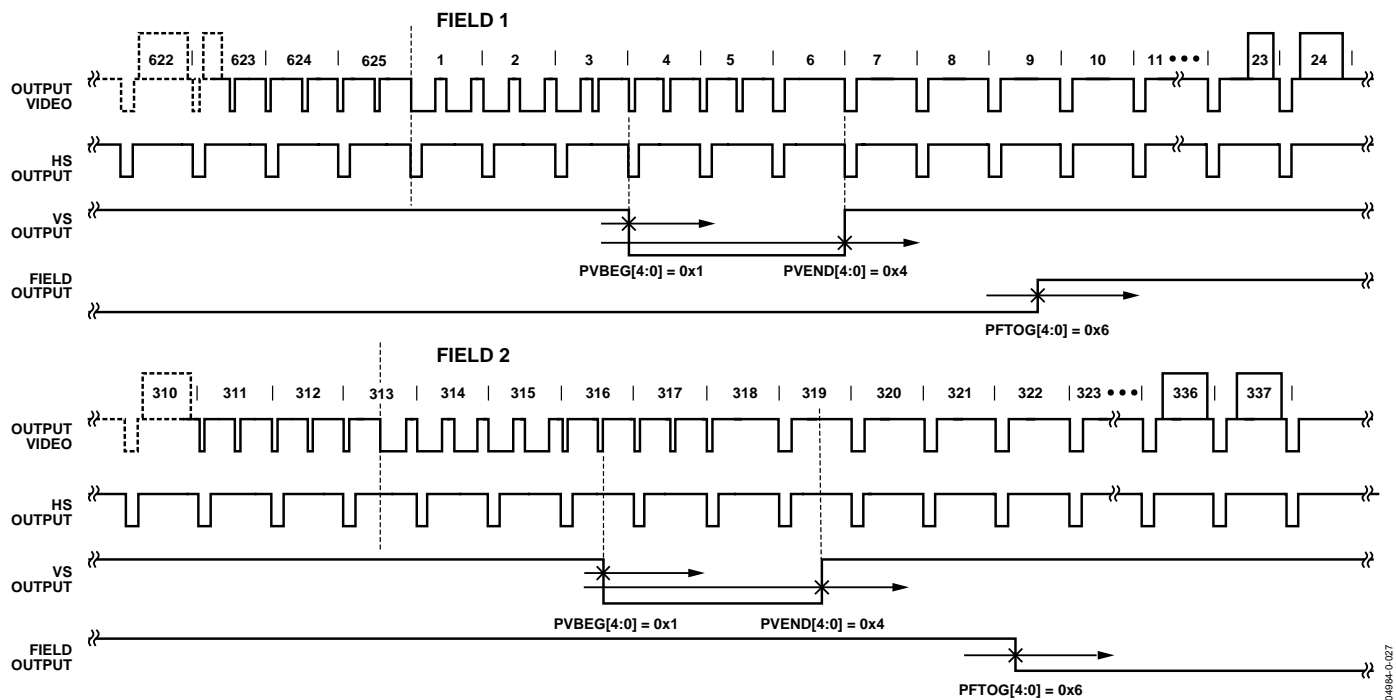 FIELD 1
622 623 624 625 1 2 3 4 5 6 7 8 9 10 11 ••• 23 24
OUTPUT
VIDEO
HS
OUTPUT
VS
OUTPUT
PVBEG[4:0] = 0x1 PVEND[4:0] = 0x4
FIELD
OUTPUT
PFTOG[4:0] = 0x6
FIELD 2
310 311 312 313 314 315 316 317 318 319 320 321 322 323 ••• 336 337
OUTPUT
VIDEO
HS
OUTPUT
VS
OUTPUT
PVBEG[4:0] = 0x1 PVEND[4:0] = 0x4
FIELD
OUTPUT
PFTOG[4:0] = 0x6
04984-0-027